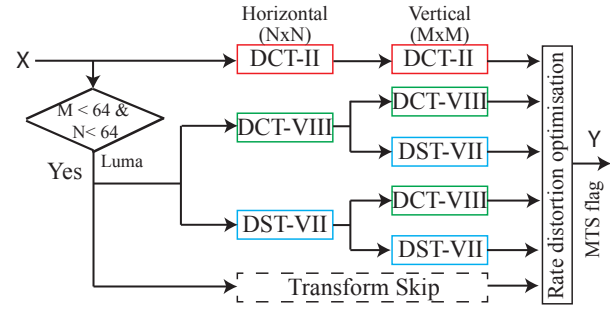 Horizontal
(NxN)
Vertical
(MxM)
X
DCT-II
DCT-II
M < 64 &
N< 64
DCT-VIII
DCT-VIII
DST-VII
Yes
Luma
DST-VII
DCT-VIII
DST-VII
Transform Skip
Rate distortion optimisation
Y
MTS flag